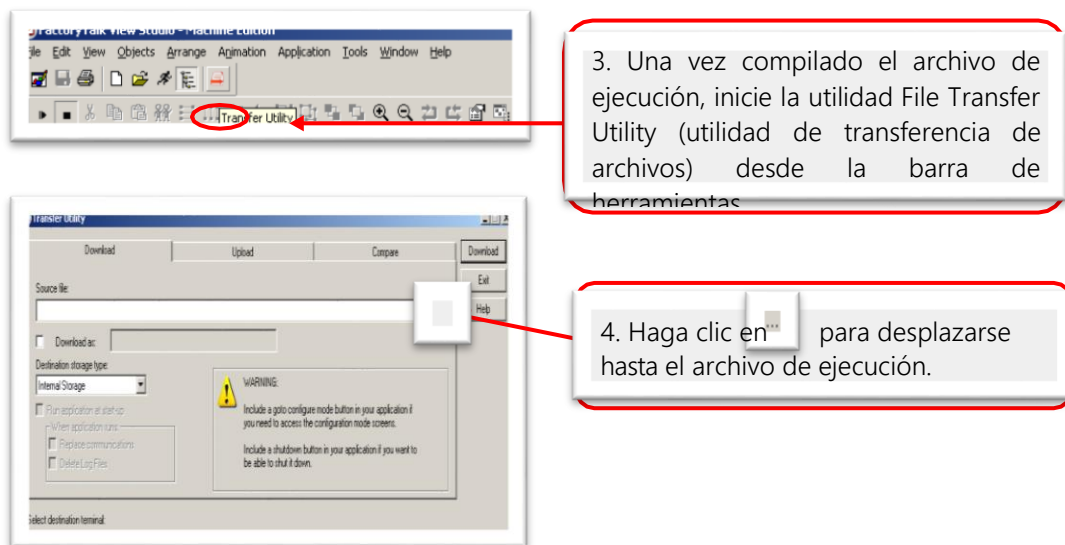 FactoryTalk View Studio - Machine Edition
File Edit View Objects Arrange Animation Application Tools Window Help
Transfer Utility
3. Una vez compilado el archivo de
ejecución, inicie la utilidad File Transfer
Utility (utilidad de transferencia de
archivos) desde la barra de
herramientas
Transfer Utility
Download Upload Compare Download
Exit
Source file:
Help
Download as:
Destination storage type:
Internal Storage
Run application at start-up
When application runs:
Replace communications
Delete Log Files
WARNING:
Include a goto configure mode button in your application if
you need to access the configuration mode screens.
Include a shutdown button in your application if you want to
be able to shut it down.
Select destination terminal:
4. Haga clic en ... para desplazarse
hasta el archivo de ejecución.